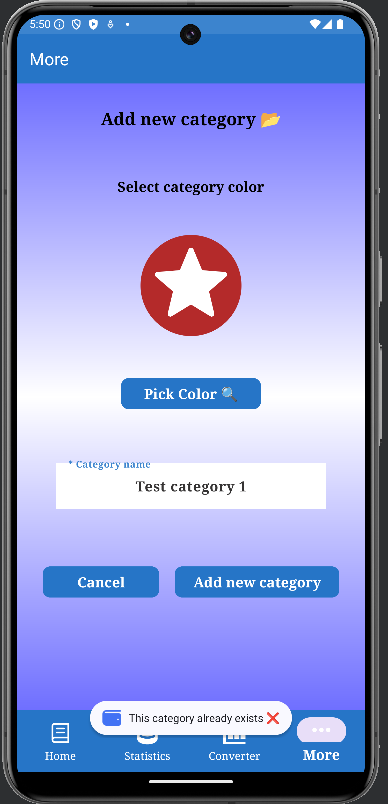 5:50
More
Add new category 📂
Select category color
Pick Color 🔍
* Category name
Test category 1
Cancel Add new category
This category already exists ❌
Home Statistics Converter More